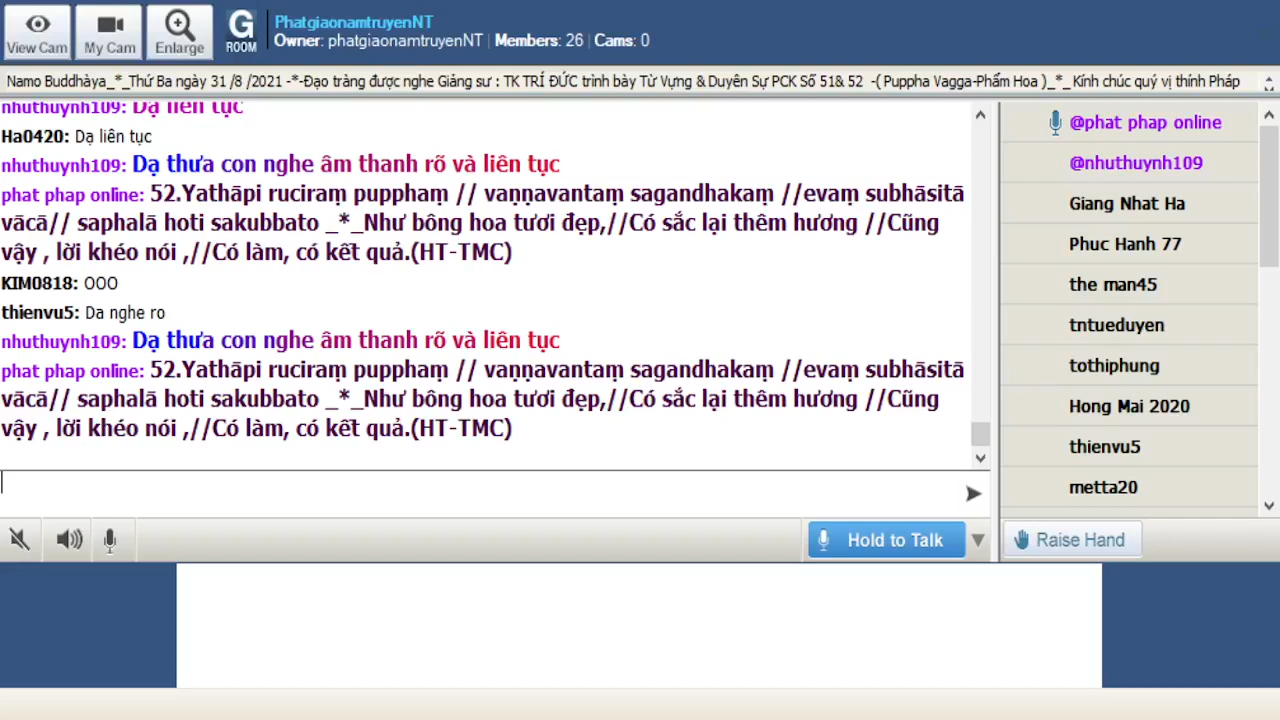 View Cam
My Cam
Enlarge
G
ROOM
PhatgiaonamtruyenNT
Owner: phatgiaonamtruyenNT | Members: 26 | Cams: 0
Namo Buddhàya_*_Thứ Ba ngày 31 /8 /2021 -*-Đạo tràng được nghe Giảng sư : TK TRÍ ĐỨC trình bày Từ Vựng & Duyên Sự PCK Số 51& 52 -( Puppha Vagga-Phẩm Hoa )_*_ Kính chúc quý vị thính Pháp
nhuthuynh109: Dạ liên tục
Ha0420: Dạ liên tục
nhuthuynh109: Dạ thưa con nghe âm thanh rõ và liên tục
phat phap online: 52.Yathāpi ruciraṃ pupphaṃ // vaṇṇavantaṃ sagandhakaṃ //evaṃ subhāsitā
vācā// saphalā hoti sakubbato _*_Như bông hoa tươi đẹp,//Có sắc lại thêm hương //Cũng
vậy , lời khéo nói ,//Có làm, có kết quả.(HT-TMC)
KIM0818: OOO
thienvu5: Da nghe ro
nhuthuynh109: Dạ thưa con nghe âm thanh rõ và liên tục
phat phap online: 52.Yathāpi ruciraṃ pupphaṃ // vaṇṇavantaṃ sagandhakaṃ //evaṃ subhāsitā
vācā// saphalā hoti sakubbato _*_Như bông hoa tươi đẹp,//Có sắc lại thêm hương //Cũng
vậy , lời khéo nói ,//Có làm, có kết quả.(HT-TMC)
@phat phap online
@nhuthuynh109
Giang Nhat Ha
Phuc Hanh 77
the man45
tntueduyen
tothiphung
Hong Mai 2020
thienvu5
metta20
Hold to Talk
Raise Hand